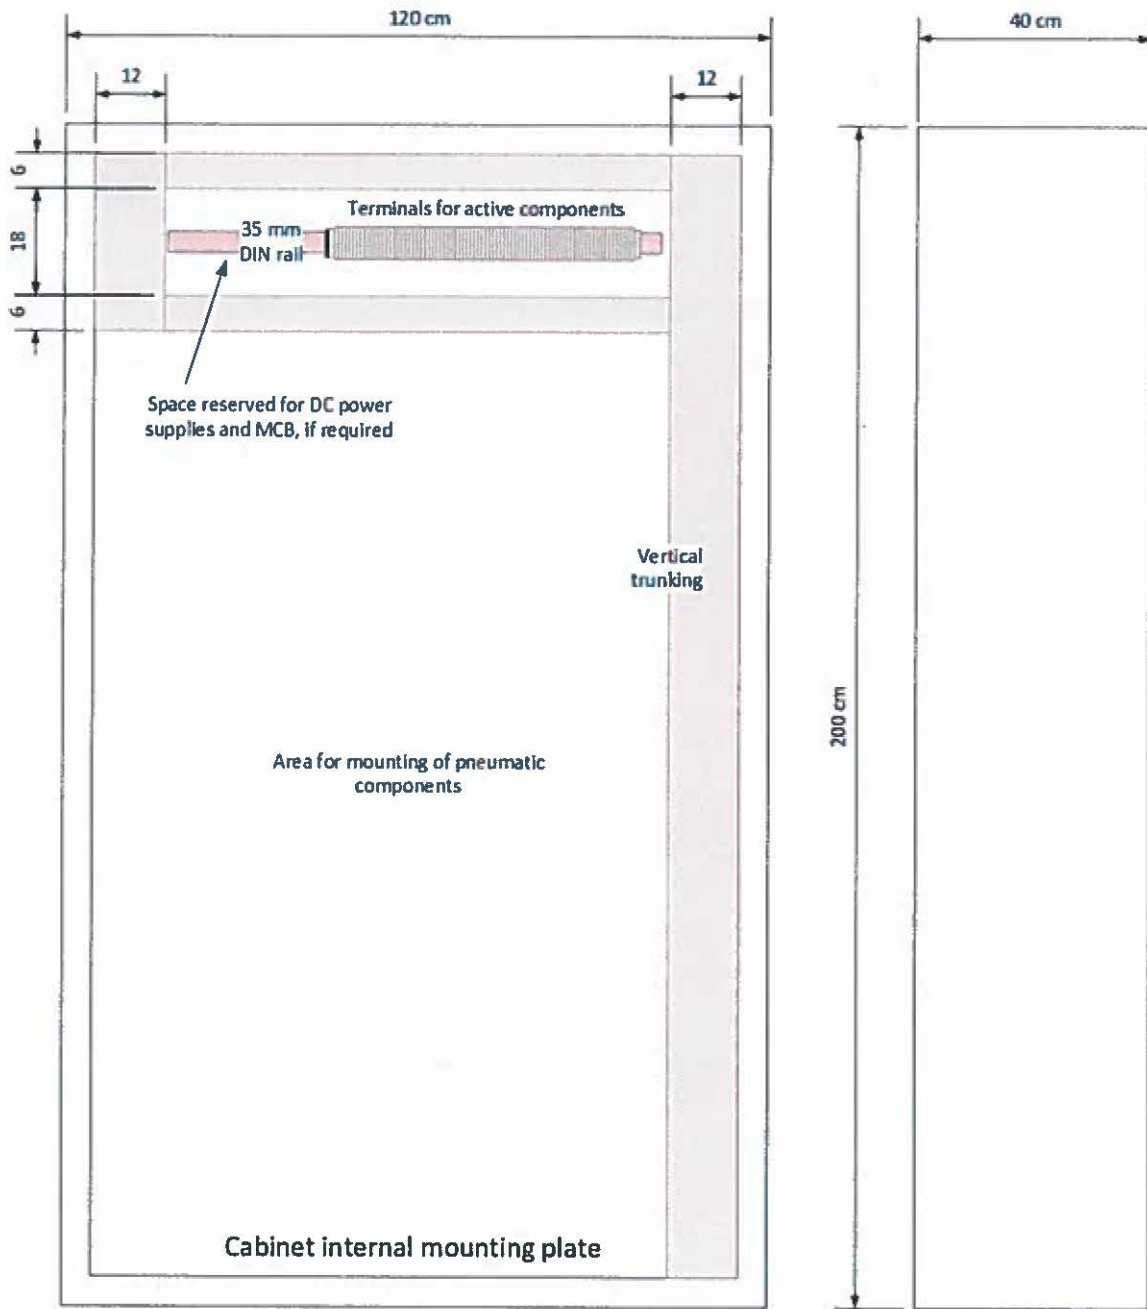 120 cm
40 cm
12
12
6
18
6
Terminals for active components
35 mm
DIN rail
Space reserved for DC power
supplies and MCB, if required
Vertical
trunking
200 cm
Area for mounting of pneumatic
components
Cabinet internal mounting plate